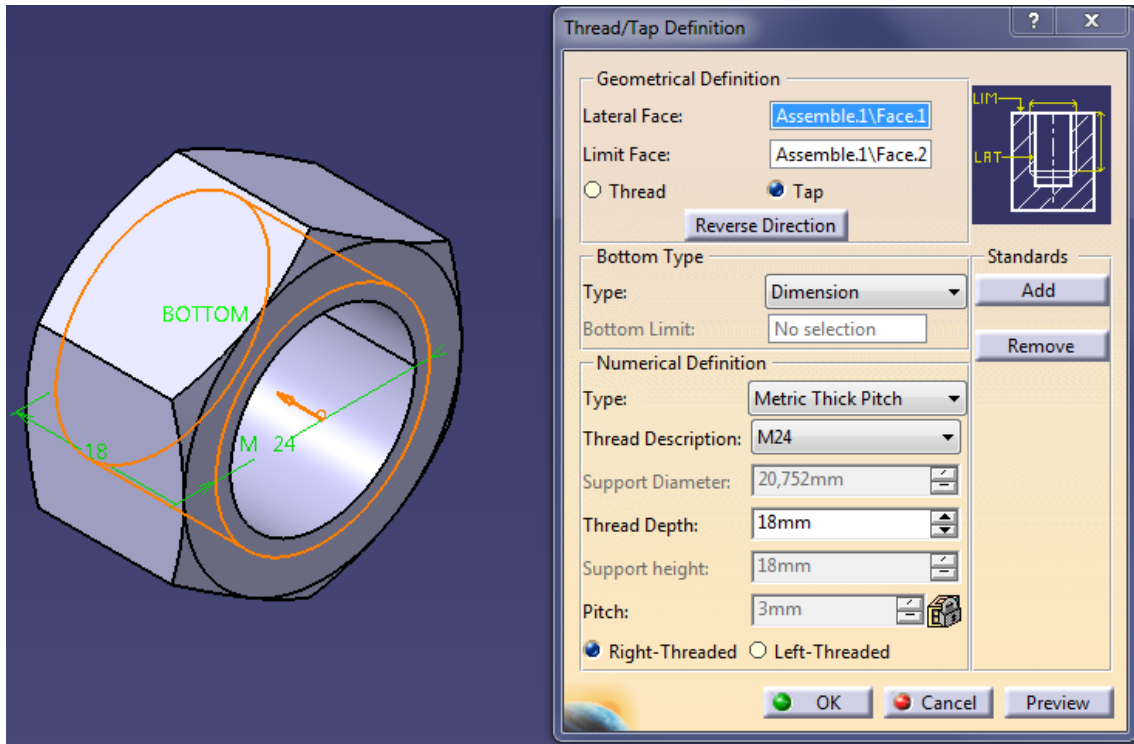 BOTTOM
18
M 24
Thread/Tap Definition
? X
Geometrical Definition
Lateral Face: Assemble.1\Face.1
Limit Face: Assemble.1\Face.2
Thread Tap
Reverse Direction
LIM
LAT
Bottom Type
Type: Dimension
Bottom Limit: No selection
Standards
Add
Remove
Numerical Definition
Type: Metric Thick Pitch
Thread Description: M24
Support Diameter: 20,752mm
Thread Depth: 18mm
Support height: 18mm
Pitch: 3mm
Right-Threaded Left-Threaded
OK Cancel Preview